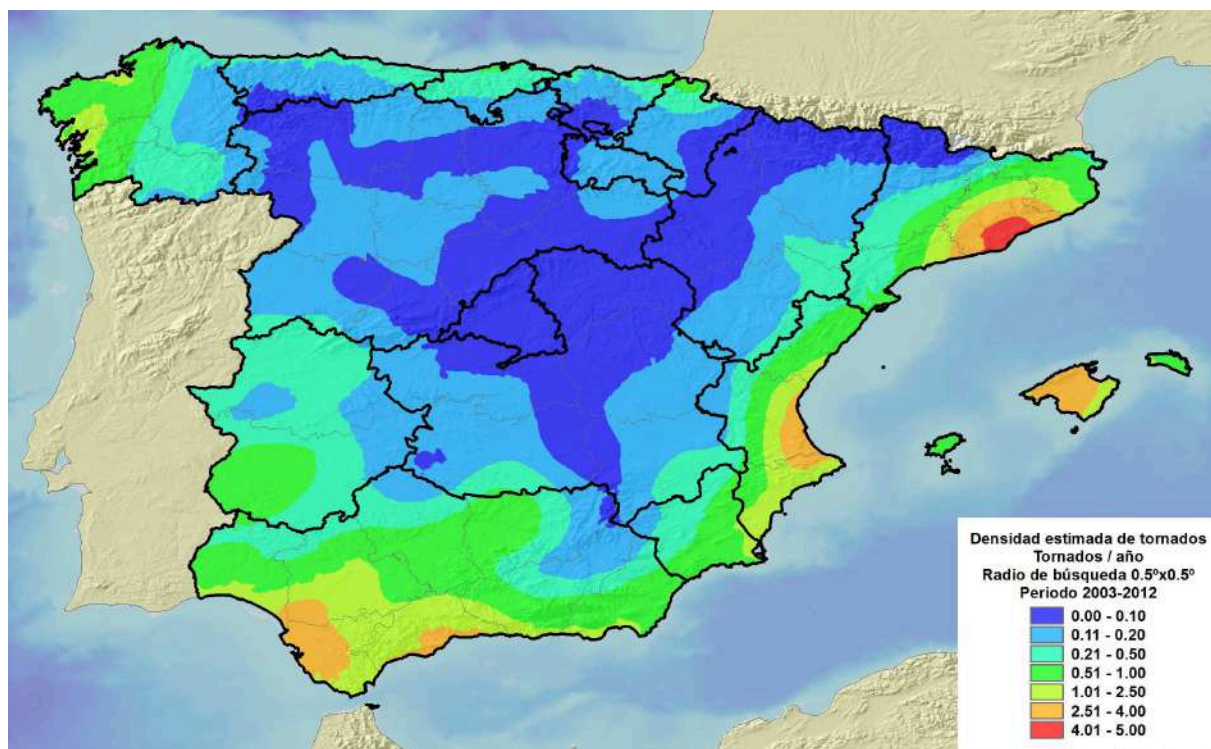 Densidad estimada de tornados
Tornados / año
Radio de búsqueda 0.5ºx0.5º
Periodo 2003-2012
0.00 - 0.10
0.11 - 0.20
0.21 - 0.50
0.51 - 1.00
1.01 - 2.50
2.51 - 4.00
4.01 - 5.00